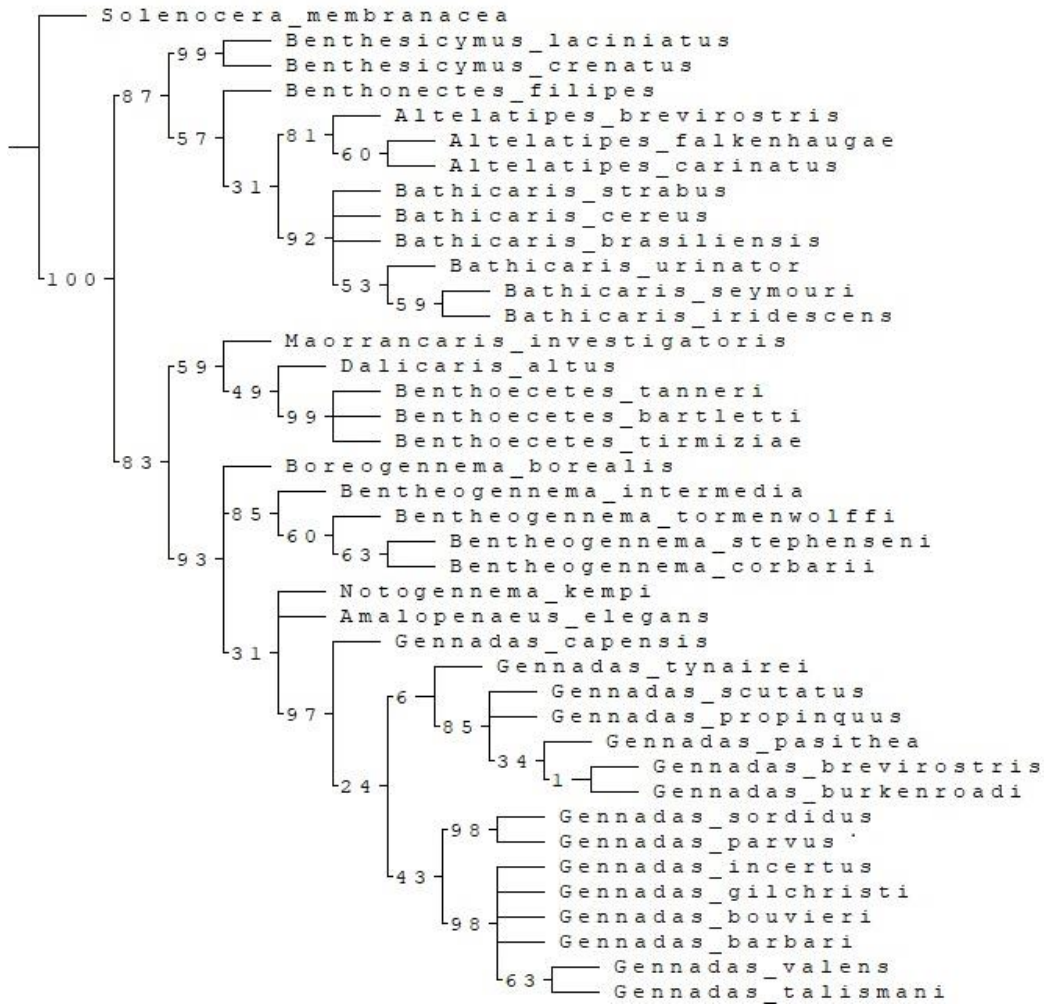 Solenocera_membranacea
Benthesicymus_laciniatus
99
Benthesicymus_crenatus
Benthonectes_filipes
87
Altelatipes_brevirostris
81
57
Altelatipes_falkenhaugae
60
Altelatipes_carinatus
31
Bathicaris_strabus
Bathicaris_cereus
92
Bathicaris_brasiliensis
Bathicaris_urinator
100
53
Bathicaris_seymouri
59
Bathicaris_iridescens
Maorrancaris_investigatoris
59
Dalicaris_altus
49
Benthoecetes_tanneri
99
Benthoecetes_bartletti
Benthoecetes_tirmiziae
83
Boreogennema_borealis
Bentheogennema_intermedia
85
Bentheogennema_tormenwolffi
60
Bentheogennema_stephenseni
93
63
Bentheogennema_corbarii
Notogennema_kempi
Amalopenaeus_elegans
Gennadas_capensis
31
Gennadas_tynairei
6
Gennadas_scutatus
97
Gennadas_propinquus
85
Gennadas_pasithea
34
Gennadas_brevirostris
1
24
Gennadas_burkenroadi
Gennadas_sordidus
98
Gennadas_parvus
Gennadas_incertus
43
Gennadas_gilchristi
Gennadas_bouvieri
98
Gennadas_barbari
Gennadas_valens
63
Gennadas_talismani